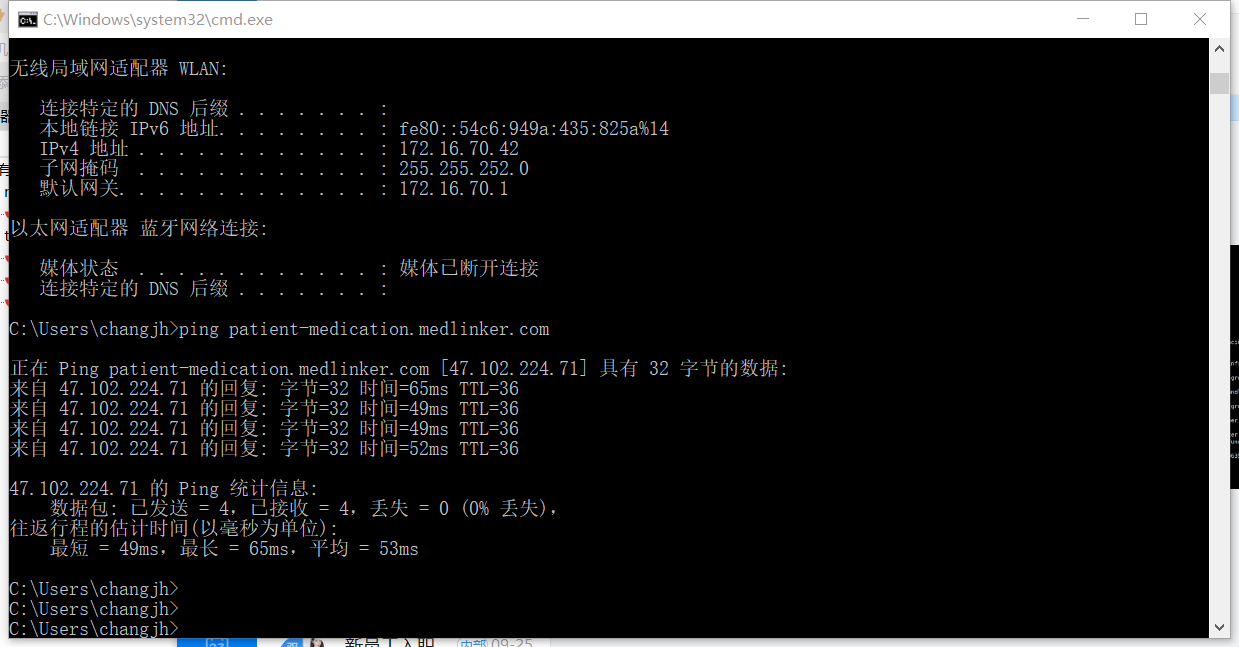 C:\Windows\system32\cmd.exe
无线局域网适配器 WLAN:
连接特定的 DNS 后缀 . . . . . . . :
本地链接 IPv6 地址. . . . . . . . : fe80::54c6:949a:435:825a%14
IPv4 地址 . . . . . . . . . . . . : 172.16.70.42
子网掩码 . . . . . . . . . . . . : 255.255.252.0
默认网关. . . . . . . . . . . . . : 172.16.70.1
以太网适配器 蓝牙网络连接:
媒体状态 . . . . . . . . . . . . : 媒体已断开连接
连接特定的 DNS 后缀 . . . . . . . :
C:\Users\changjh>ping patient-medication.medlinker.com
正在 Ping patient-medication.medlinker.com [47.102.224.71] 具有 32 字节的数据:
来自 47.102.224.71 的回复: 字节=32 时间=65ms TTL=36
来自 47.102.224.71 的回复: 字节=32 时间=49ms TTL=36
来自 47.102.224.71 的回复: 字节=32 时间=49ms TTL=36
来自 47.102.224.71 的回复: 字节=32 时间=52ms TTL=36
47.102.224.71 的 Ping 统计信息:
数据包: 已发送 = 4，已接收 = 4，丢失 = 0 (0% 丢失)，
往返行程的估计时间(以毫秒为单位):
最短 = 49ms，最长 = 65ms，平均 = 53ms
C:\Users\changjh>
C:\Users\changjh>
C:\Users\changjh>
新员工入职 内部 09-25